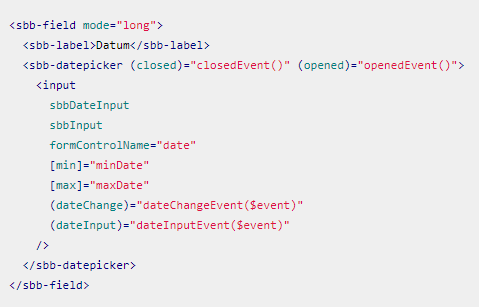 <sbb-field mode="long">
  <sbb-label>Datum</sbb-label>
  <sbb-datepicker (closed)="closedEvent()" (opened)="openedEvent()">
    <input
      sbbDateInput
      sbbInput
      formControlName="date"
      [min]="minDate"
      [max]="maxDate"
      (dateChange)="dateChangeEvent($event)"
      (dateInput)="dateInputEvent($event)"
    />
  </sbb-datepicker>
</sbb-field>